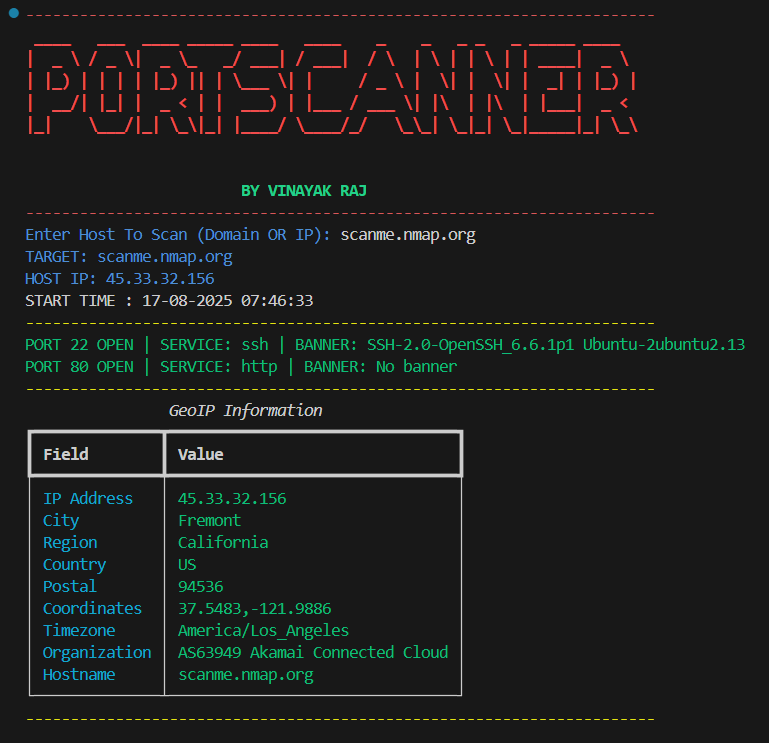 PORTSCANNER
BY VINAYAK RAJ
Enter Host To Scan (Domain OR IP): scanme.nmap.org
TARGET: scanme.nmap.org
HOST IP: 45.33.32.156
START TIME : 17-08-2025 07:46:33
PORT 22 OPEN | SERVICE: ssh | BANNER: SSH-2.0-OpenSSH_6.6.1p1 Ubuntu-2ubuntu2.13
PORT 80 OPEN | SERVICE: http | BANNER: No banner
GeoIP Information
Field Value
IP Address 45.33.32.156
City Fremont
Region California
Country US
Postal 94536
Coordinates 37.5483,-121.9886
Timezone America/Los_Angeles
Organization AS63949 Akamai Connected Cloud
Hostname scanme.nmap.org